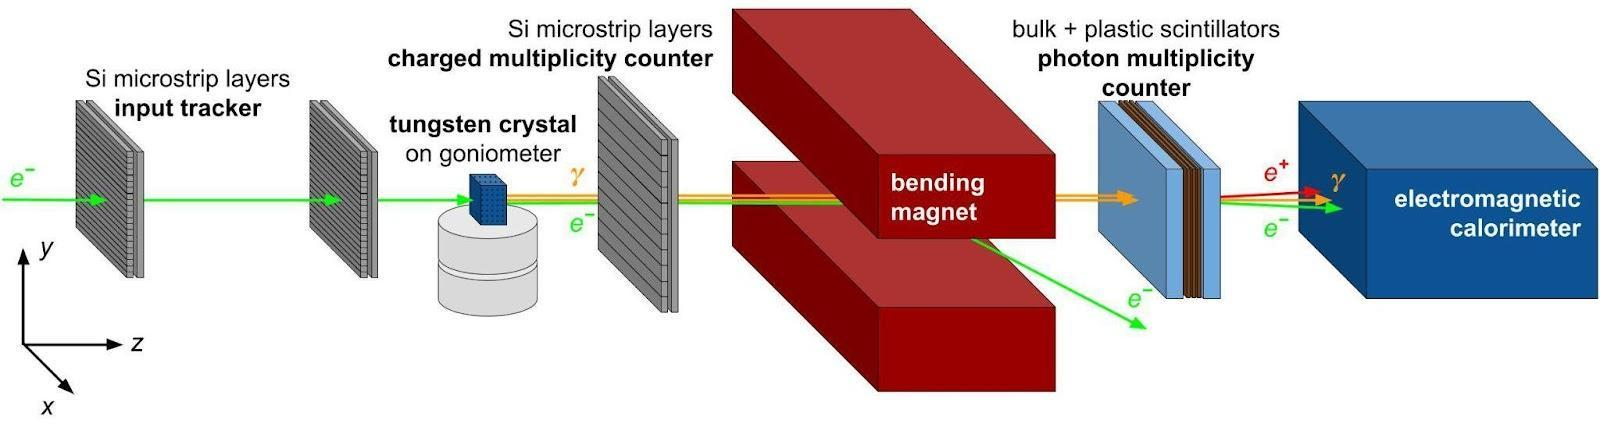 Si microstrip layers
input tracker
Si microstrip layers
charged multiplicity counter
tungsten crystal
on goniometer
bulk + plastic scintillators
photon multiplicity
counter
bending
magnet
electromagnetic
calorimeter
e⁻
γ
e⁻
e⁻
e⁺
γ
e⁻
y
z
x